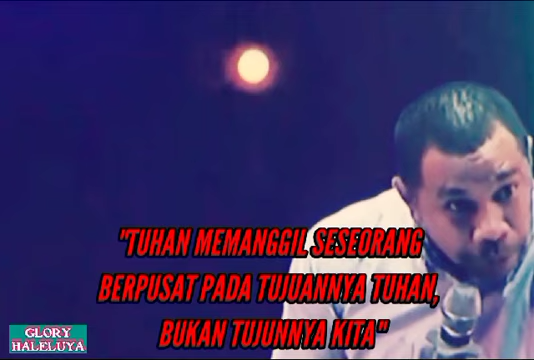 "TUHAN MEMANGGIL SESEORANG
BERPUSAT PADA TUJUANNYA TUHAN,
BUKAN TUJUNNYA KITA"
GLORY
HALELUYA